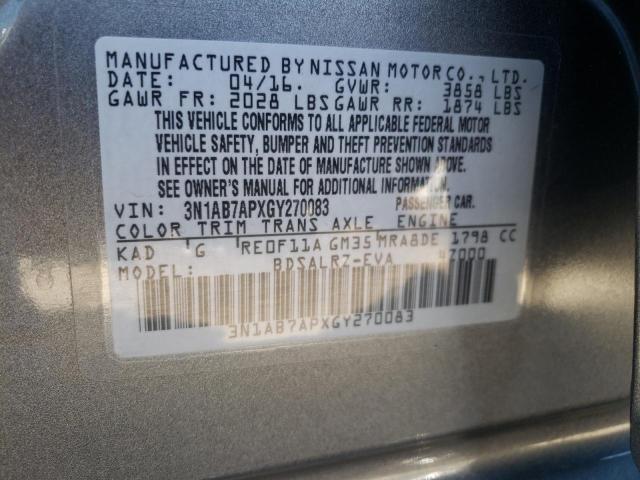 MANUFACTURED BY NISSAN MOTOR CO., LTD.
DATE: 04/16. GVWR: 3858 LBS
GAWR FR: 2028 LBS GAWR RR: 1874 LBS
THIS VEHICLE CONFORMS TO ALL APPLICABLE FEDERAL MOTOR
VEHICLE SAFETY, BUMPER AND THEFT PREVENTION STANDARDS
IN EFFECT ON THE DATE OF MANUFACTURE SHOWN ABOVE.
SEE OWNER'S MANUAL FOR ADDITIONAL INFORMATION.
VIN: 3N1AB7APXGY270083 PASSENGER CAR.
COLOR TRIM TRANS AXLE ENGINE
KAD G RE0F11A GM35 MRA8DE 1798 CC
MODEL: BDSALRZ-EVA 47000
3N1AB7APXGY270083